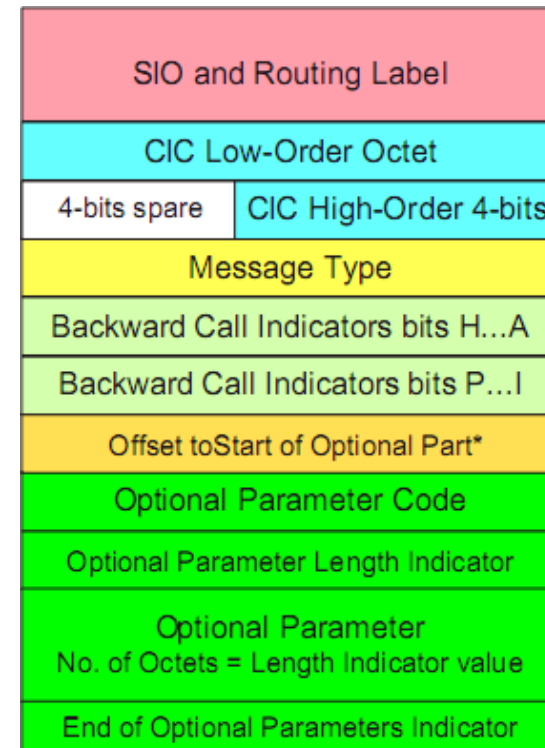 SIO and Routing Label
CIC Low-Order Octet
4-bits spare
CIC High-Order 4-bits
Message Type
Backward Call Indicators bits H...A
Backward Call Indicators bits P...I
Offset toStart of Optional Part*
Optional Parameter Code
Optional Parameter Length Indicator
Optional Parameter
No. of Octets = Length Indicator value
End of Optional Parameters Indicator